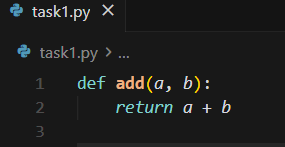 task1.py ×
task1.py > ...
1 def add(a, b):
2     return a + b
3